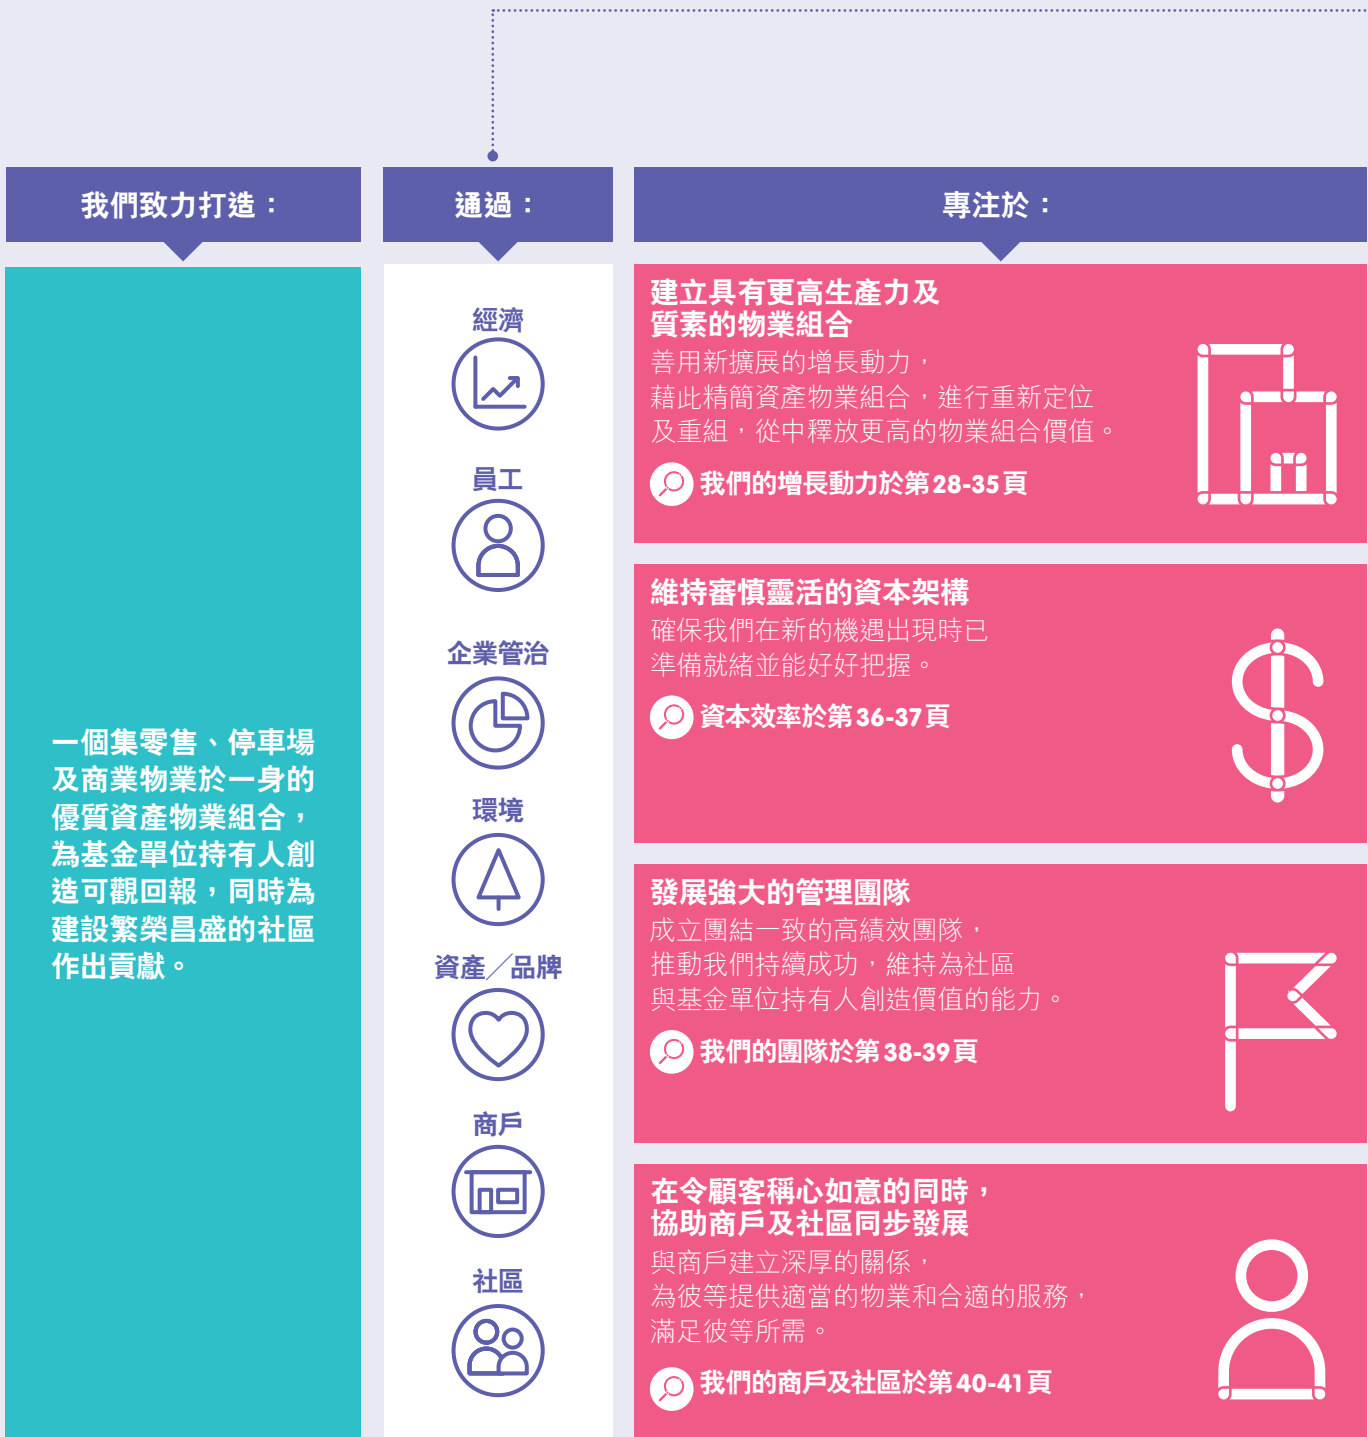 我們致力打造：
一個集零售、停車場
及商業物業於一身的
優質資產物業組合，
為基金單位持有人創
造可觀回報，同時為
建設繁榮昌盛的社區
作出貢獻。
通過：
經濟
員工
企業管治
環境
資產／品牌
商戶
社區
專注於：
建立具有更高生產力及
質素的物業組合
善用新擴展的增長動力，
藉此精簡資產物業組合，進行重新定位
及重組，從中釋放更高的物業組合價值。
我們的增長動力於第28-35頁
維持審慎靈活的資本架構
確保我們在新的機遇出現時已
準備就緒並能好好把握。
資本效率於第36-37頁
發展強大的管理團隊
成立團結一致的高績效團隊，
推動我們持續成功，維持為社區
與基金單位持有人創造價值的能力。
我們的團隊於第38-39頁
在令顧客稱心如意的同時，
協助商戶及社區同步發展
與商戶建立深厚的關係，
為彼等提供適當的物業和合適的服務，
滿足彼等所需。
我們的商戶及社區於第40-41頁